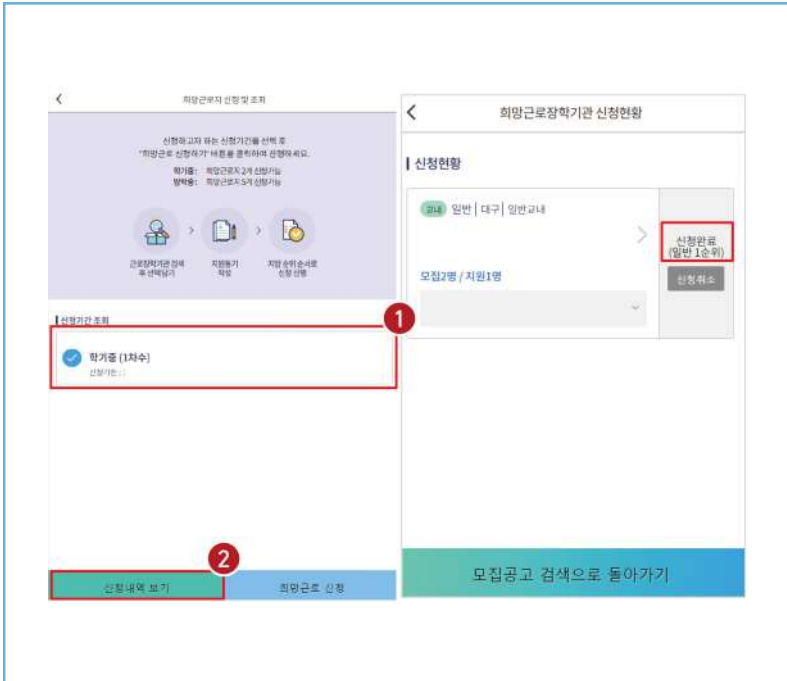 희망근로지 신청 및 조회
신청하고자 하는 신청기간을 선택 후
"희망근로 신청하기" 버튼을 클릭하여 진행하세요.
학기중: 희망근로지 2개 신청가능
방학중: 희망근로지 5개 신청가능
근로장학기관 검색
후 선택담기
지원동기
작성
지망 순위 순서로
신청 진행
신청기간 조회
1
학기중 (1차수)
신청기한 : :
2
신청내역 보기
희망근로 신청
희망근로장학기관 신청현황
신청현황
교내 일반 | 대구 | 일반교내
신청완료
(일반 1순위)
모집2명 / 지원1명
신청취소
모집공고 검색으로 돌아가기